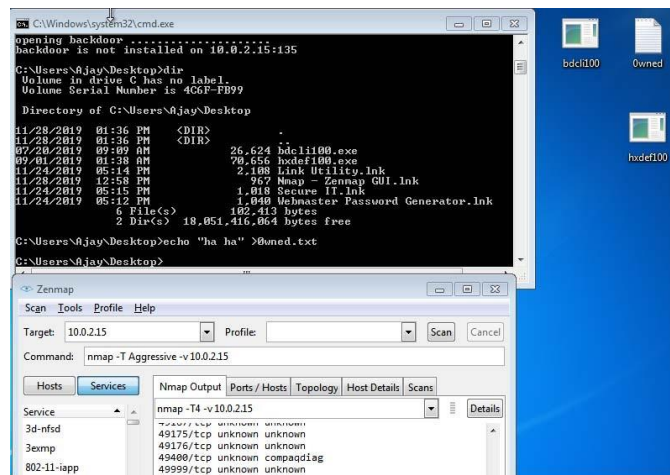 C:\Windows\system32\cmd.exe
opening backdoor .....................
backdoor is not installed on 10.0.2.15:135
C:\Users\Ajay\Desktop>dir
Volume in drive C has no label.
Volume Serial Number is 4C6F-FB99
Directory of C:\Users\Ajay\Desktop
11/28/2019 01:36 PM <DIR> .
11/28/2019 01:36 PM <DIR> ..
07/20/2019 09:09 AM 26,624 bdcli100.exe
09/01/2019 01:38 AM 70,656 hxdef100.exe
11/24/2019 05:14 PM 2,108 Link Utility.lnk
11/28/2019 12:58 PM 967 Nmap - Zenmap GUI.lnk
11/24/2019 05:15 PM 1,018 Secure IT.lnk
11/24/2019 05:12 PM 1,040 Webmaster Password Generator.lnk
6 File(s) 102,413 bytes
2 Dir(s) 18,051,416,064 bytes free
C:\Users\Ajay\Desktop>echo "ha ha" >0wned.txt
C:\Users\Ajay\Desktop>
bdcli100
0wned
hxdef100
Zenmap
Scan Tools Profile Help
Target: 10.0.2.15 Profile: Scan Cancel
Command: nmap -T Aggressive -v 10.0.2.15
Hosts Services
Nmap Output Ports / Hosts Topology Host Details Scans
Service
nmap -T4 -v 10.0.2.15 Details
3d-nfsd
3exmp
802-11-iapp
49167/tcp unknown unknown
49175/tcp unknown unknown
49176/tcp unknown unknown
49400/tcp unknown compaqdiag
49999/tcp unknown unknown